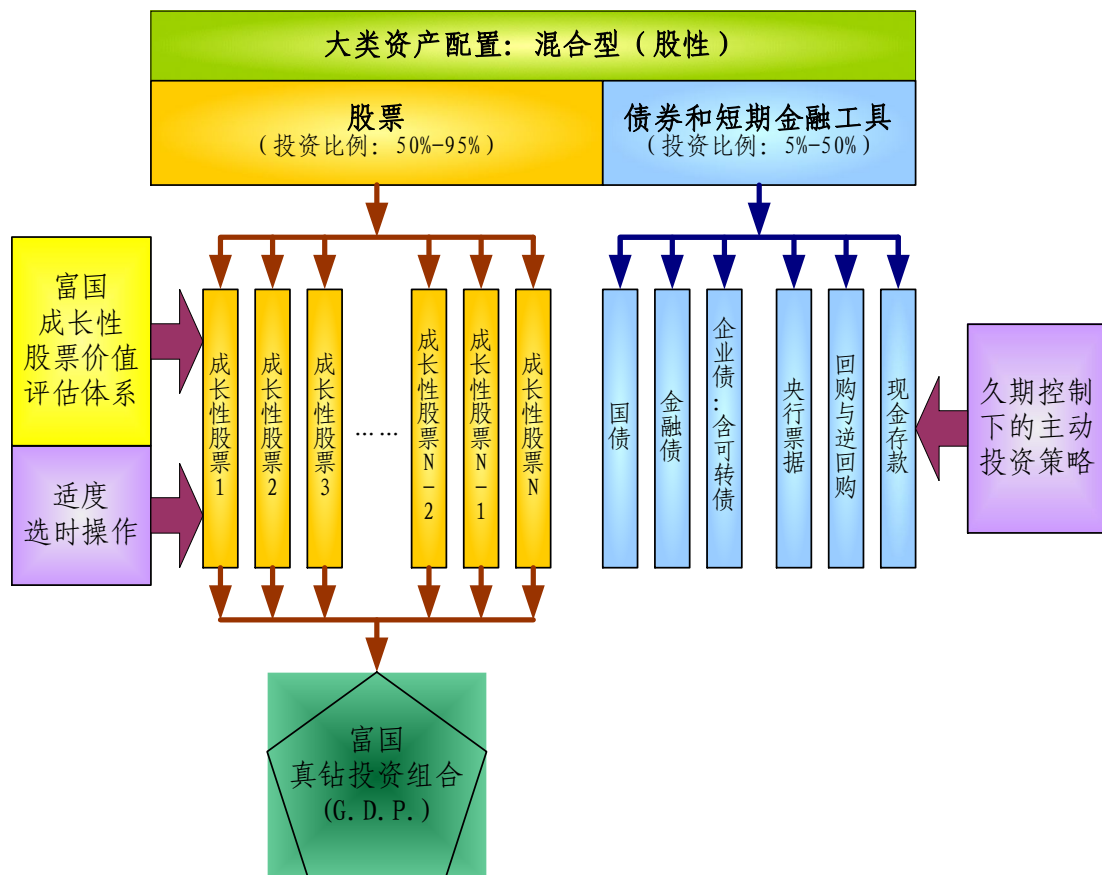 大类资产配置: 混合型（股性）
股票
（投资比例: 50%-95%）
债券和短期金融工具
（投资比例: 5%-50%）
富国
成长性
股票价值
评估体系
适度
选时操作
成长性股票1
成长性股票2
成长性股票3
……
成长性股票N-2
成长性股票N-1
成长性股票N
国债
金融债
企业债：含可转债
央行票据
回购与逆回购
现金存款
久期控制
下的主动
投资策略
富国
真钻投资组合
(G.D.P.)